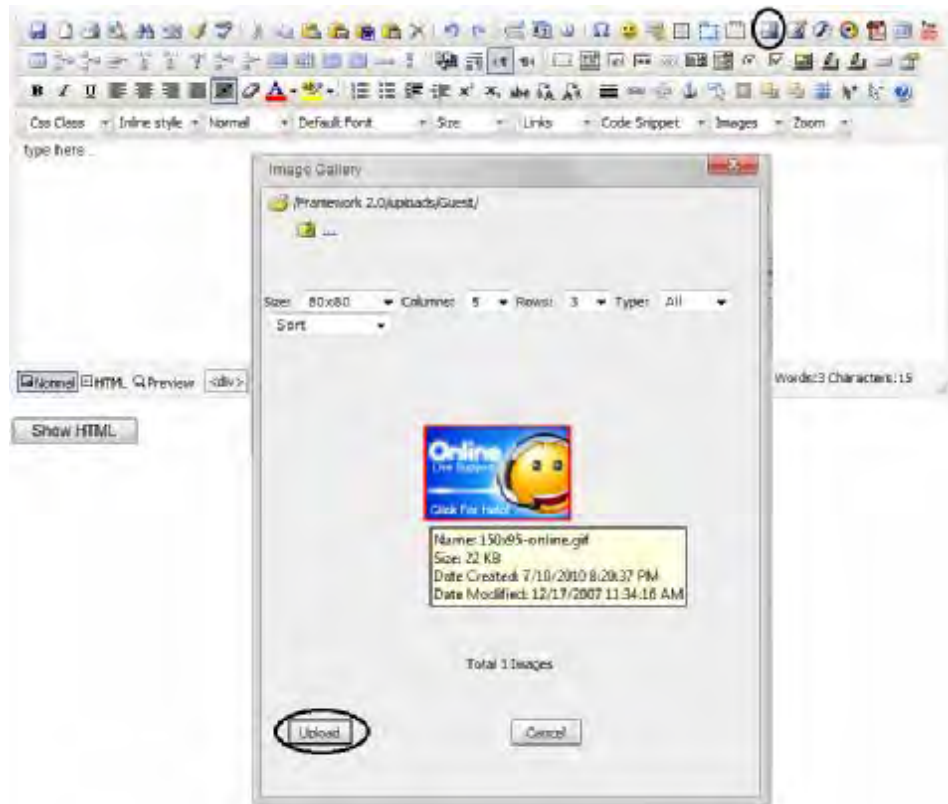 B I U abc
Css Class Inline style Normal Default Font Size Links Code Snippet Images Zoom
type here ..
Image Gallery
/Framework 2.0/uploads/Guest/
...
Size: 80x80 Columns: 5 Rows: 3 Type: All
Sort
Normal HTML Preview <div> Words:3 Characters:15
Show HTML
Online
Live Support
Click For Help!
Name: 150x95-online.gif
Size: 22 KB
Date Created: 7/10/2010 8:20:37 PM
Date Modified: 12/17/2007 11:34:16 AM
Total 1 Images
Upload Cancel